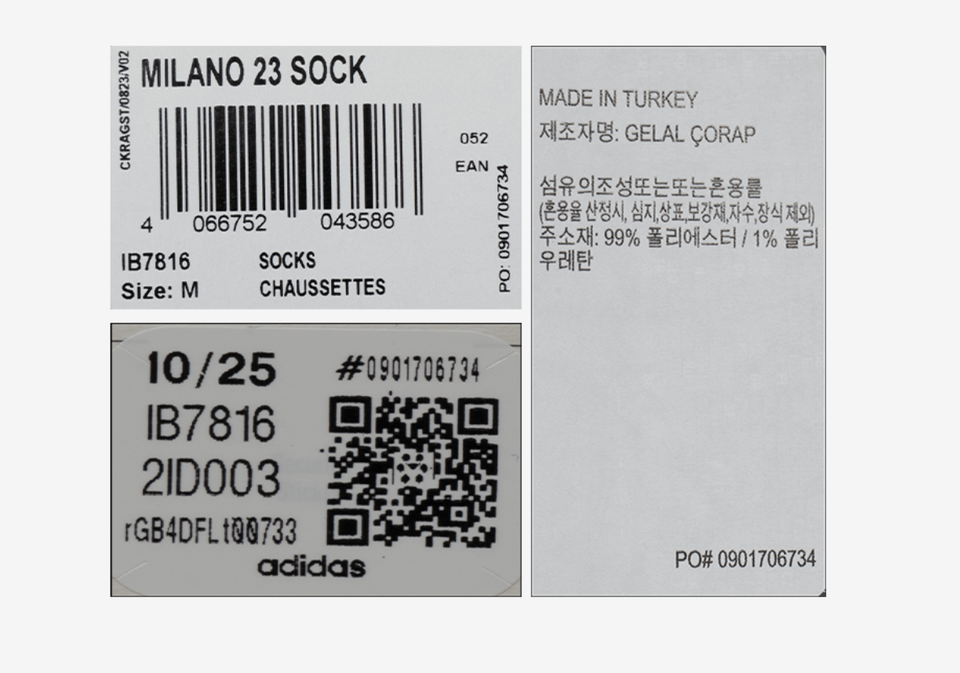 CKRAGST/0823/V02
MILANO 23 SOCK
052
EAN
4 066752 043586
PO: 0901706734
IB7816 SOCKS
Size: M CHAUSSETTES
10/25 #0901706734
IB7816
2ID003
rGB4DFLt00733
adidas
MADE IN TURKEY
제조자명: GELAL ÇORAP
섬유의조성또는또는혼용률
(혼용율 산정시, 심지,상표,보강재,자수,장식 제외)
주소재: 99% 폴리에스터 / 1% 폴리
우레탄
PO# 0901706734